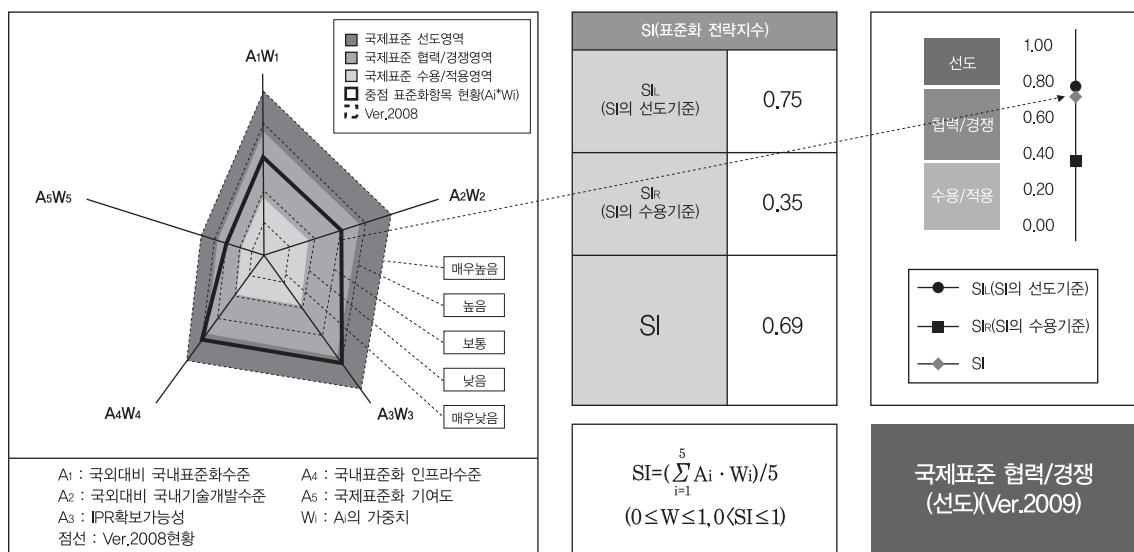 국제표준 선도영역
국제표준 협력/경쟁영역
국제표준 수용/적용영역
중점 표준화항목 현황(Ai*Wi)
Ver.2008
A1W1
A2W2
A3W3
A4W4
A5W5
매우높음
높음
보통
낮음
매우낮음
A1 : 국외대비 국내표준화수준
A2 : 국외대비 국내기술개발수준
A3 : IPR확보가능성
점선 : Ver.2008현황
A4 : 국내표준화 인프라수준
A5 : 국제표준화 기여도
Wi : Ai의 가중치
SI(표준화 전략지수)
SIL
(SI의 선도기준)
0.75
SIR
(SI의 수용기준)
0.35
SI
0.69
SI=(5∑i=1 Ai · Wi)/5
(0≤W≤1, 0〈SI≤1)
선도
협력/경쟁
수용/적용
1.00
0.80
0.60
0.40
0.20
0.00
SIL(SI의 선도기준)
SIR(SI의 수용기준)
SI
국제표준 협력/경쟁
(선도)(Ver.2009)